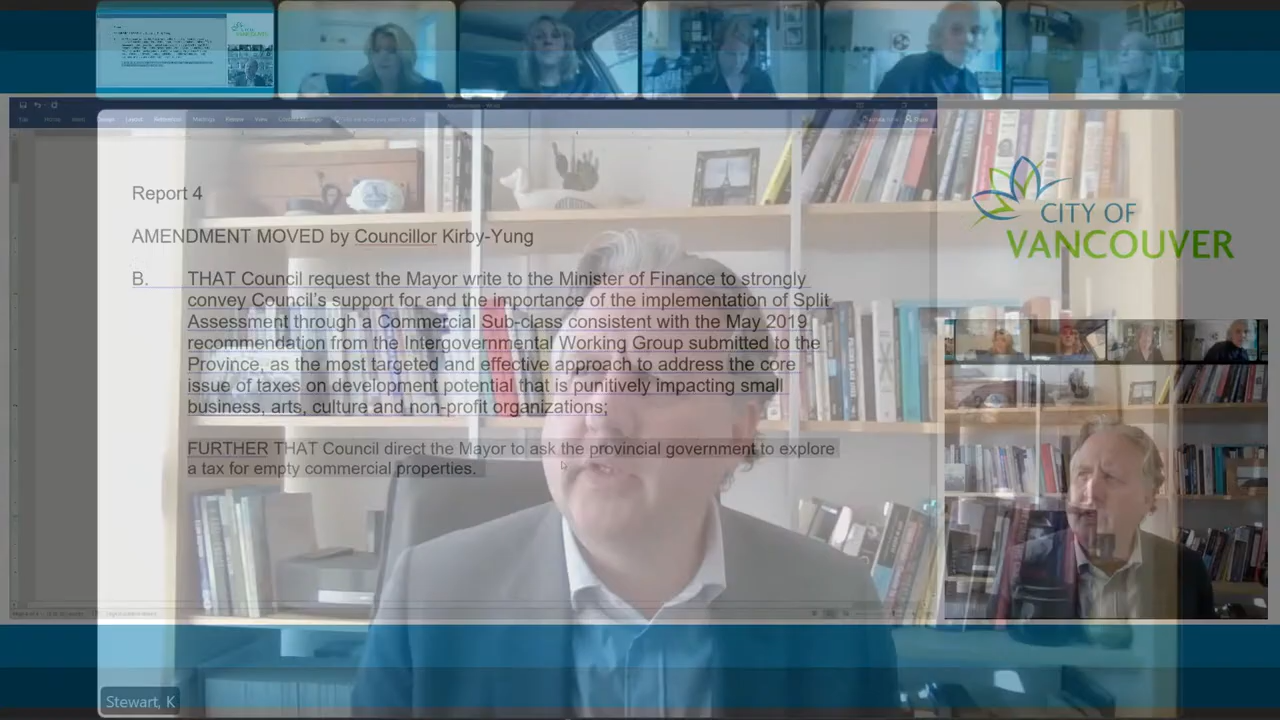 CITY OF
VANCOUVER
Report 4
AMENDMENT MOVED by Councillor Kirby-Yung
B. THAT Council request the Mayor write to the Minister of Finance to strongly
convey Council's support for and the importance of the implementation of Split
Assessment through a Commercial Sub-class consistent with the May 2019
recommendation from the Intergovernmental Working Group submitted to the
Province, as the most targeted and effective approach to address the core
issue of taxes on development potential that is punitively impacting small
business, arts, culture and non-profit organizations;
FURTHER THAT Council direct the Mayor to ask the provincial government to explore
a tax for empty commercial properties.
Stewart, K